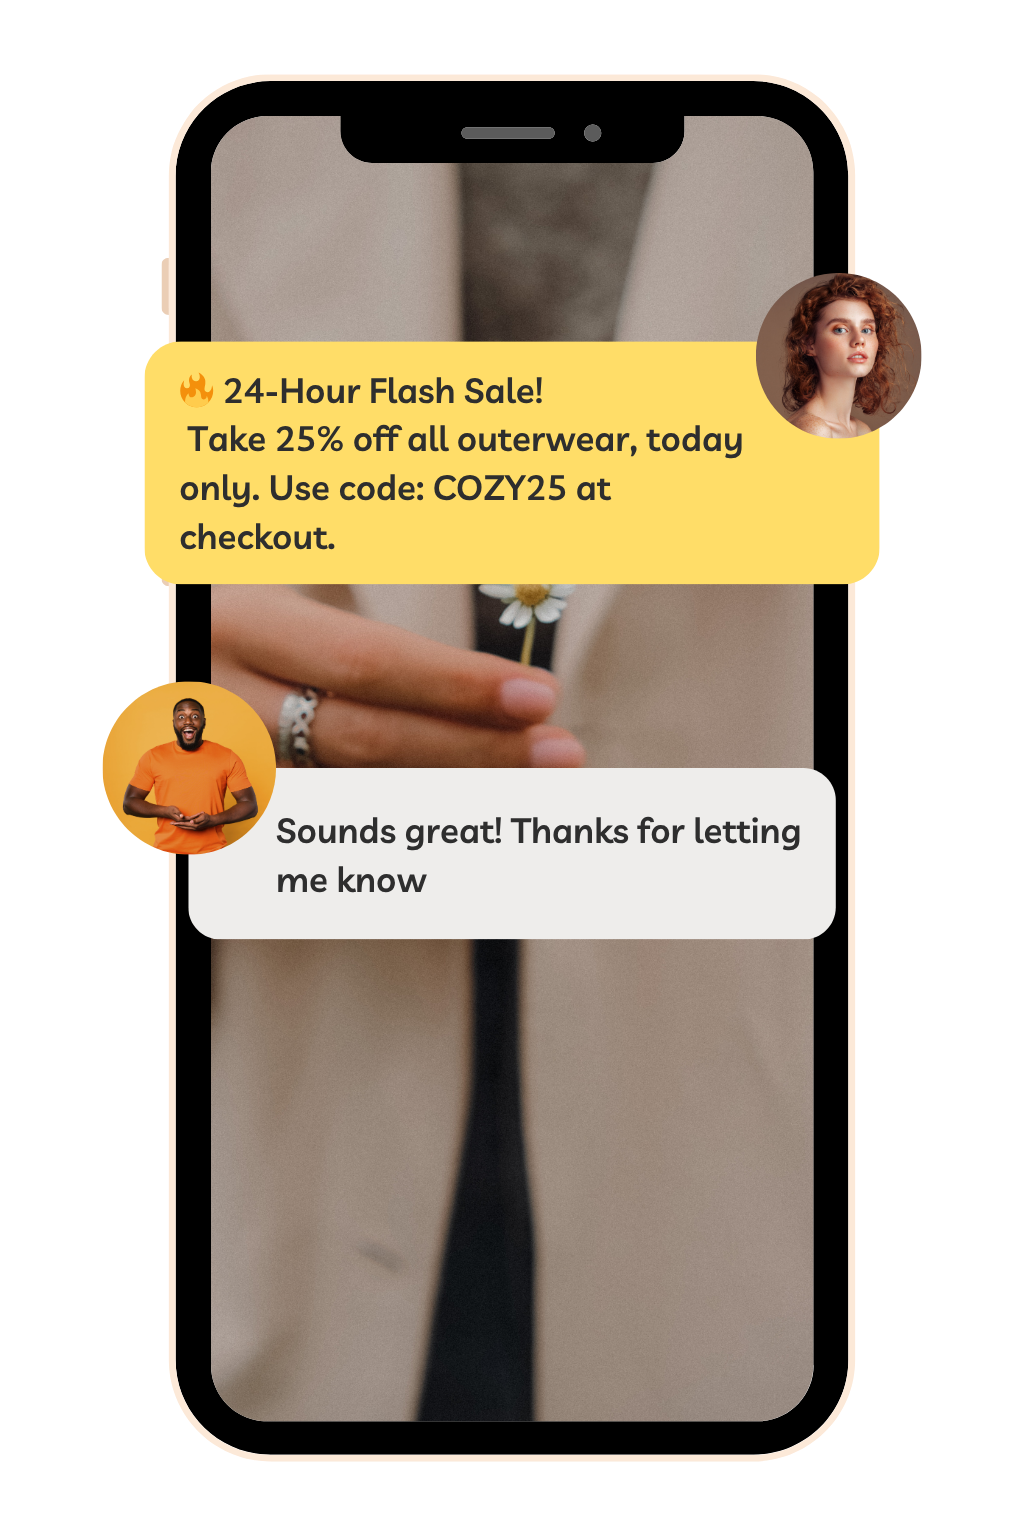 🔥 24-Hour Flash Sale!
Take 25% off all outerwear, today
only. Use code: COZY25 at
checkout.
Sounds great! Thanks for letting
me know